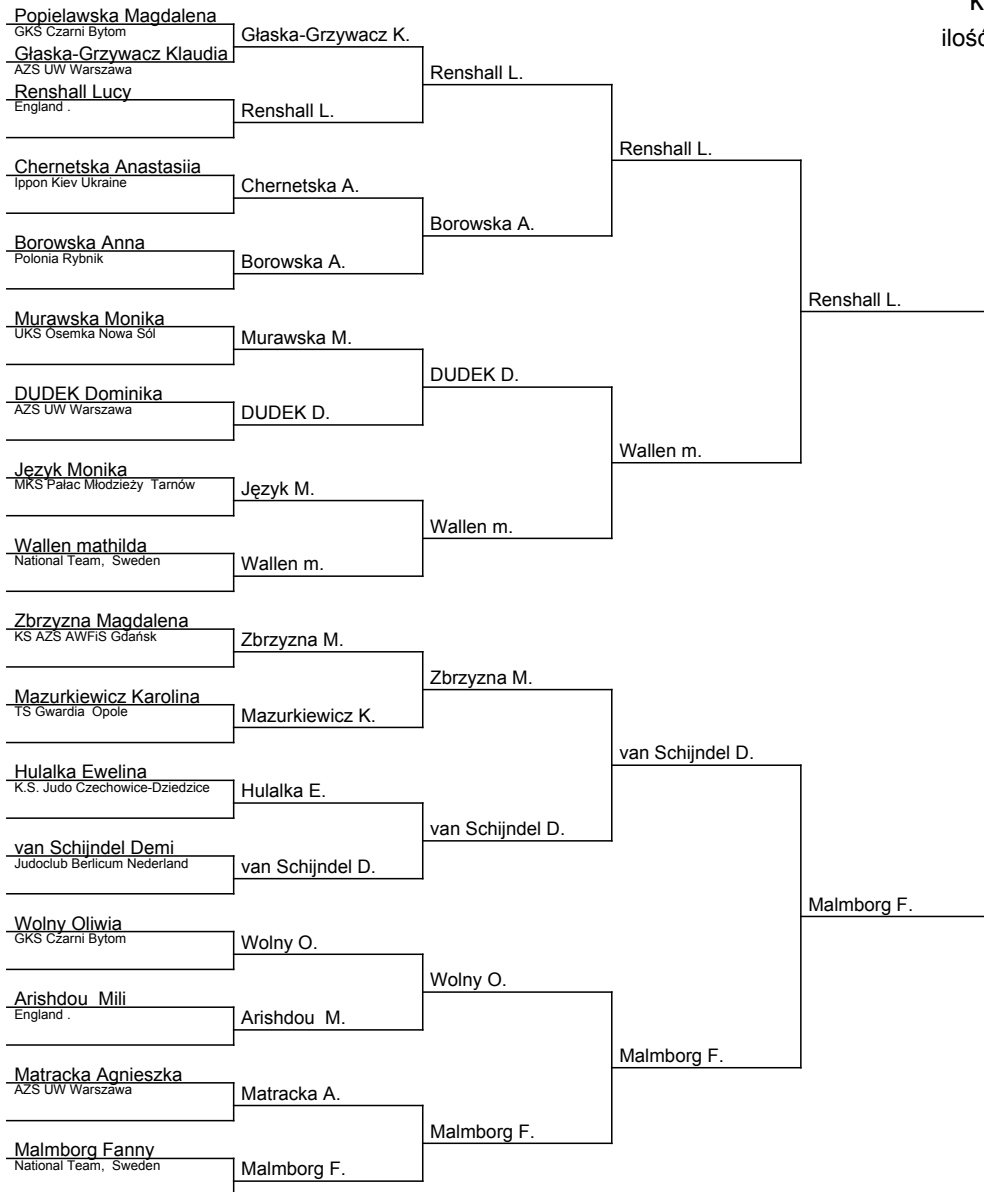 Popielawska Magdalena
GKS Czarni Bytom
Głaska-Grzywacz Klaudia
AZS UW Warszawa
Renshall Lucy
England .
Chernetska Anastasiia
Ippon Kiev Ukraine
Borowska Anna
Polonia Rybnik
Murawska Monika
UKS Ósemka Nowa Sól
DUDEK Dominika
AZS UW Warszawa
Język Monika
MKS Pałac Młodzieży Tarnów
Wallen mathilda
National Team, Sweden
Zbrzyzna Magdalena
KS AZS AWFiS Gdańsk
Mazurkiewicz Karolina
TS Gwardia Opole
Hulalka Ewelina
K.S. Judo Czechowice-Dziedzice
van Schijndel Demi
Judoclub Berlicum Nederland
Wolny Oliwia
GKS Czarni Bytom
Arishdou Mili
England .
Matracka Agnieszka
AZS UW Warszawa
Malmborg Fanny
National Team, Sweden
Głaska-Grzywacz K.
Renshall L.
Chernetska A.
Borowska A.
Murawska M.
DUDEK D.
Język M.
Wallen m.
Zbrzyzna M.
Mazurkiewicz K.
Hulalka E.
van Schijndel D.
Wolny O.
Arishdou M.
Matracka A.
Malmborg F.
Renshall L.
Borowska A.
DUDEK D.
Wallen m.
Zbrzyzna M.
van Schijndel D.
Wolny O.
Malmborg F.
Renshall L.
Wallen m.
van Schijndel D.
Malmborg F.
Renshall L.
Malmborg F.